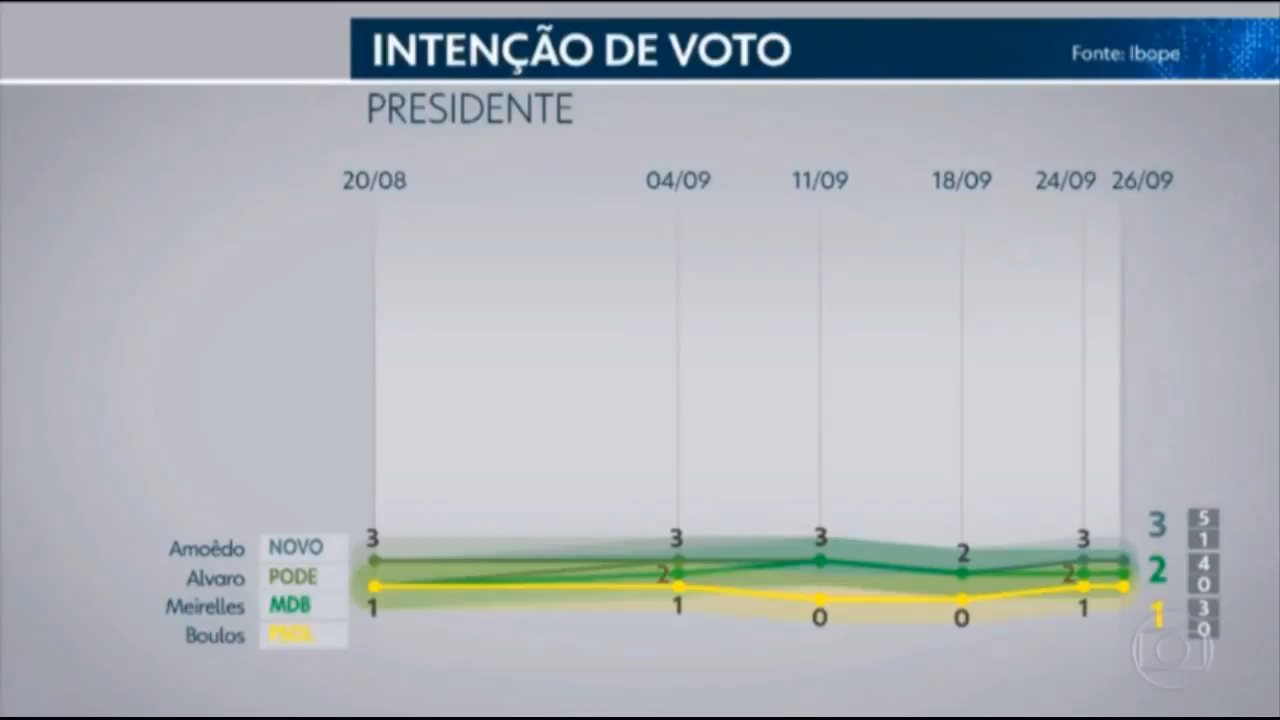 INTENÇÃO DE VOTO
Fonte: Ibope
PRESIDENTE
20/08 04/09 11/09 18/09 24/09 26/09
3 3 3 2 3 3 5 1
Amoêdo NOVO
Alvaro PODE
2 2 2 4 0
Meirelles MDB
1 1 0 0 1 1 3 0
Boulos PSOL